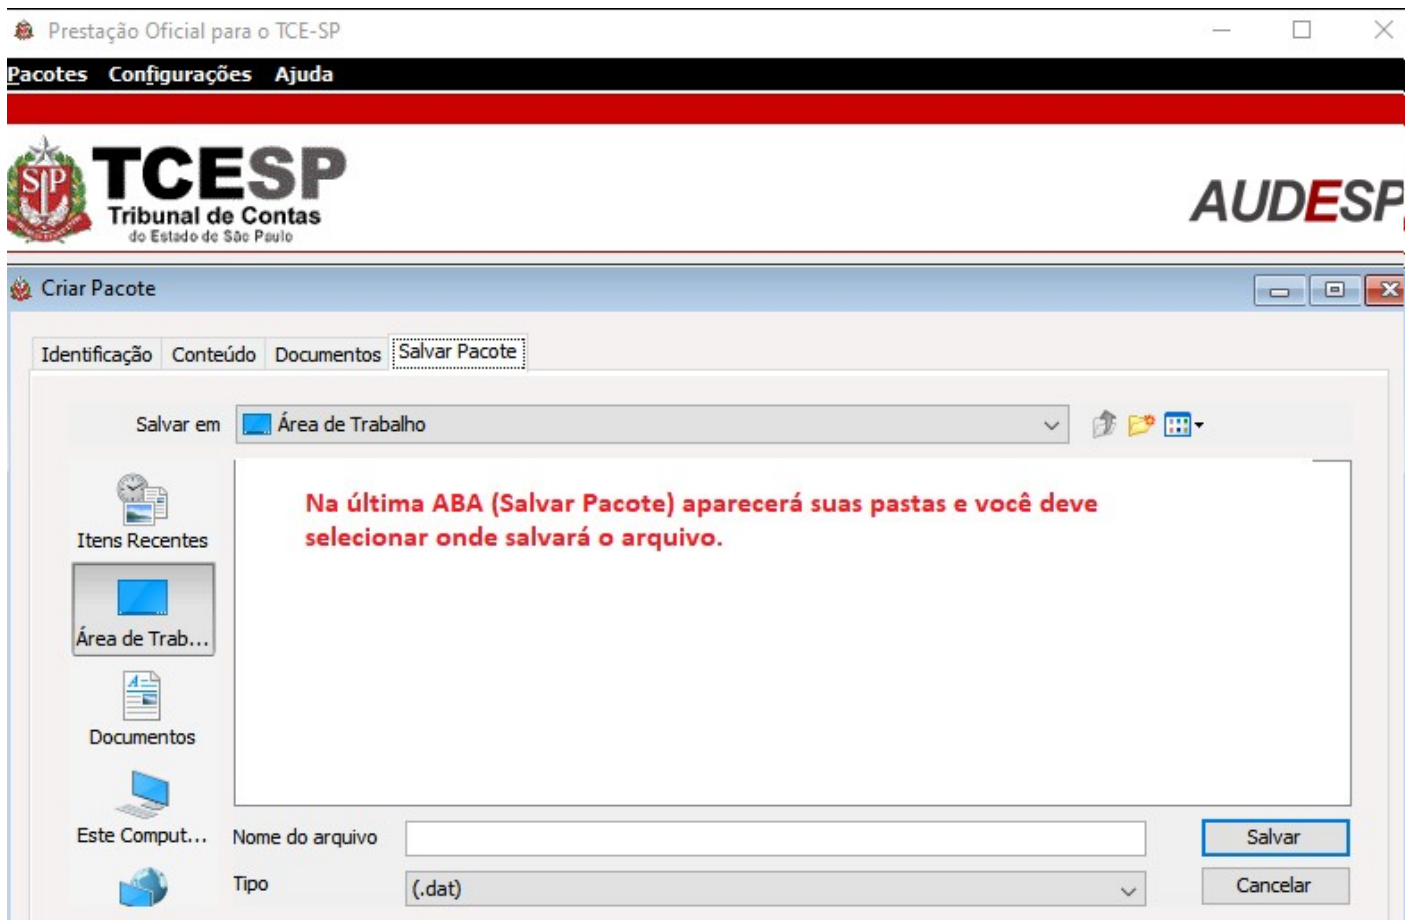 Prestação Oficial para o TCE-SP
Pacotes Configurações Ajuda
SP
TCESP
Tribunal de Contas
do Estado de São Paulo
AUDESP
Criar Pacote
Identificação Conteúdo Documentos Salvar Pacote
Salvar em Área de Trabalho
Na última ABA (Salvar Pacote) aparecerá suas pastas e você deve
selecionar onde salvará o arquivo.
Itens Recentes
Área de Trab...
Documentos
Este Comput...
Nome do arquivo Salvar
Tipo (.dat) Cancelar